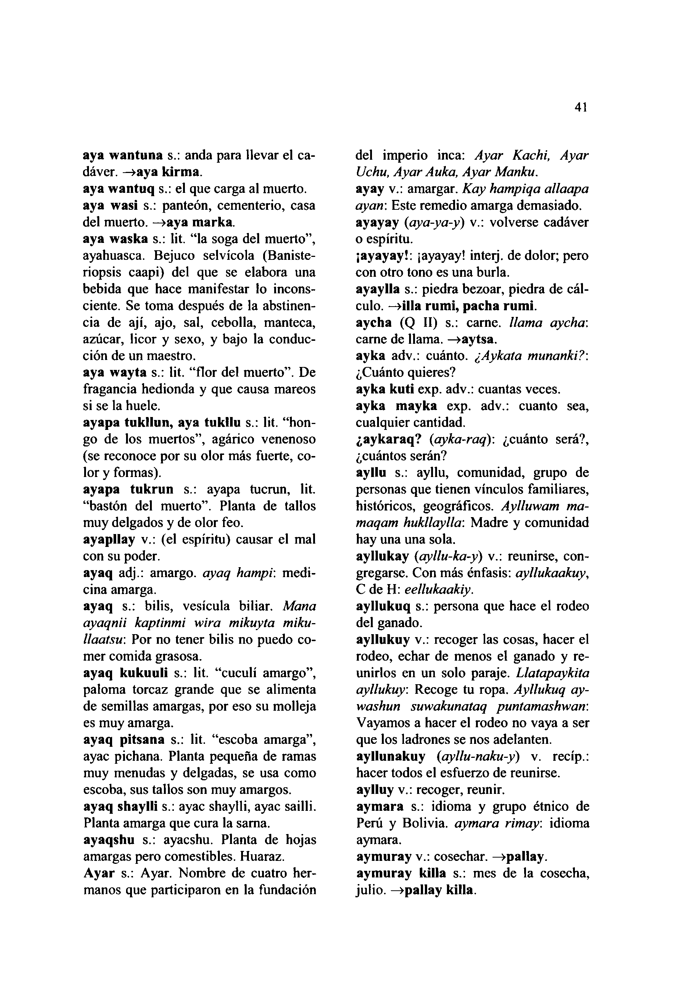 41
aya wantuna s.: anda para llevar el ca-
dáver. →aya kirma.
aya wantuq s.: el que carga al muerto.
aya wasi s.: panteón, cementerio, casa
del muerto. →aya marka.
aya waska s.: lit. “la soga del muerto”,
ayahuasca. Bejuco selvícola (Baniste-
riopsis caapi) del que se elabora una
bebida que hace manifestar lo incons-
ciente. Se toma después de la abstinen-
cia de ají, ajo, sal, cebolla, manteca,
azúcar, licor y sexo, y bajo la conduc-
ción de un maestro.
aya wayta s.: lit. “flor del muerto”. De
fragancia hedionda y que causa mareos
si se la huele.
ayapa tukllun, aya tukllu s.: lit. “hon-
go de los muertos”, agárico venenoso
(se reconoce por su olor más fuerte, co-
lor y formas).
ayapa tukrun s.: ayapa tucrun, lit.
“bastón del muerto”. Planta de tallos
muy delgados y de olor feo.
ayapllay v.: (el espíritu) causar el mal
con su poder.
ayaq adj.: amargo. ayaq hampi: medi-
cina amarga.
ayaq s.: bilis, vesícula biliar. Mana
ayaqnii kaptinmi wira mikuyta miku-
llaatsu: Por no tener bilis no puedo co-
mer comida grasosa.
ayaq kukuuli s.: lit. “cuculí amargo”,
paloma torcaz grande que se alimenta
de semillas amargas, por eso su molleja
es muy amarga.
ayaq pitsana s.: lit. “escoba amarga”,
ayac pichana. Planta pequeña de ramas
muy menudas y delgadas, se usa como
escoba, sus tallos son muy amargos.
ayaq shaylli s.: ayac shaylli, ayac sailli.
Planta amarga que cura la sarna.
ayaqshu s.: ayacshu. Planta de hojas
amargas pero comestibles. Huaraz.
Ayar s.: Ayar. Nombre de cuatro her-
manos que participaron en la fundación
del imperio inca: Ayar Kachi, Ayar
Uchu, Ayar Auka, Ayar Manku.
ayay v.: amargar. Kay hampiqa allaapa
ayan: Este remedio amarga demasiado.
ayayay (aya-ya-y) v.: volverse cadáver
o espíritu.
¡ayayay!: ¡ayayay! interj. de dolor; pero
con otro tono es una burla.
ayaylla s.: piedra bezoar, piedra de cál-
culo. →illa rumi, pacha rumi.
aycha (Q II) s.: carne. llama aycha:
carne de llama. →aytsa.
ayka adv.: cuánto. ¿Aykata munanki?:
¿Cuánto quieres?
ayka kuti exp. adv.: cuantas veces.
ayka mayka exp. adv.: cuanto sea,
cualquier cantidad.
¿aykaraq? (ayka-raq): ¿cuánto será?,
¿cuántos serán?
ayllu s.: ayllu, comunidad, grupo de
personas que tienen vínculos familiares,
históricos, geográficos. Aylluwam ma-
maqam hukllaylla: Madre y comunidad
hay una una sola.
ayllukay (ayllu-ka-y) v.: reunirse, con-
gregarse. Con más énfasis: ayllukaakuy,
C de H: eellukaakiy.
ayllukuq s.: persona que hace el rodeo
del ganado.
ayllukuy v.: recoger las cosas, hacer el
rodeo, echar de menos el ganado y re-
unirlos en un solo paraje. Llatapaykita
ayllukuy: Recoge tu ropa. Ayllukuq ay-
washun suwakunataq puntamashwan:
Vayamos a hacer el rodeo no vaya a ser
que los ladrones se nos adelanten.
ayllunakuy (ayllu-naku-y) v. recíp.:
hacer todos el esfuerzo de reunirse.
aylluy v.: recoger, reunir.
aymara s.: idioma y grupo étnico de
Perú y Bolivia. aymara rimay: idioma
aymara.
aymuray v.: cosechar. →pallay.
aymuray killa s.: mes de la cosecha,
julio. →pallay killa.